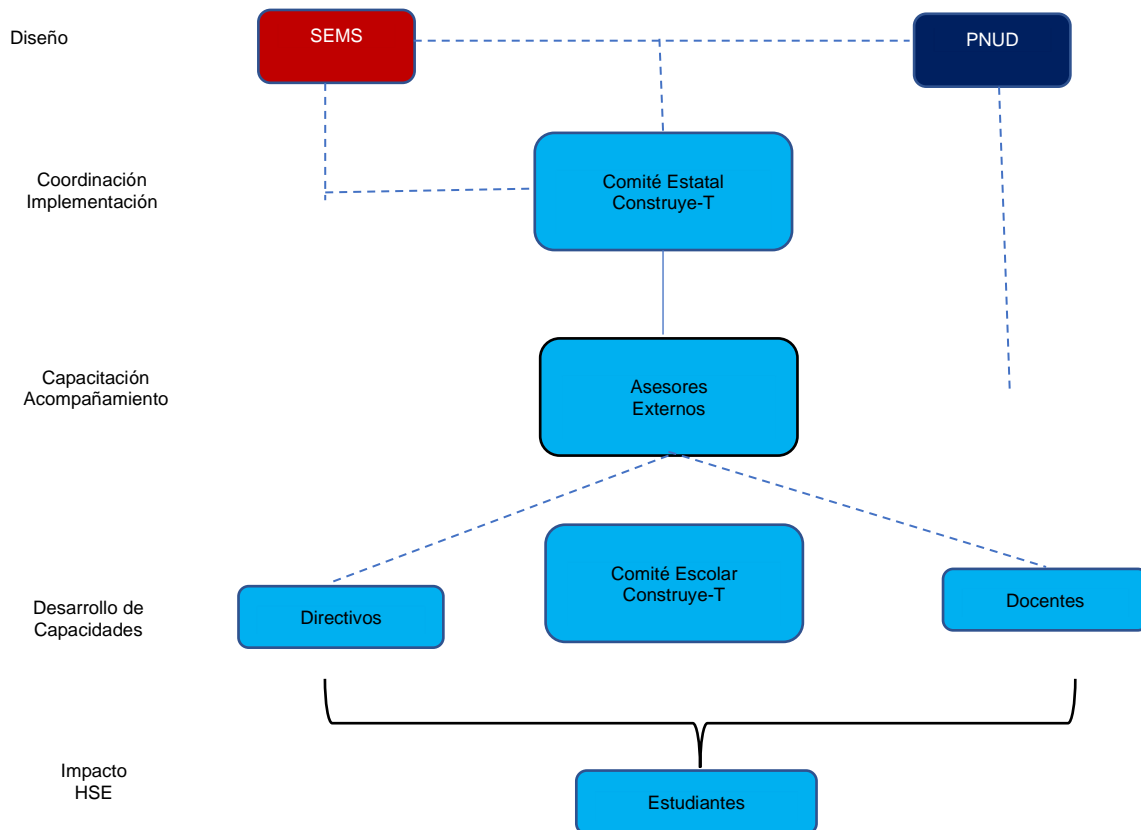 Diseño
SEMS
PNUD
Coordinación
Implementación
Comité Estatal
Construye-T
Capacitación
Acompañamiento
Asesores
Externos
Desarrollo de
Capacidades
Directivos
Comité Escolar
Construye-T
Docentes
Impacto
HSE
Estudiantes